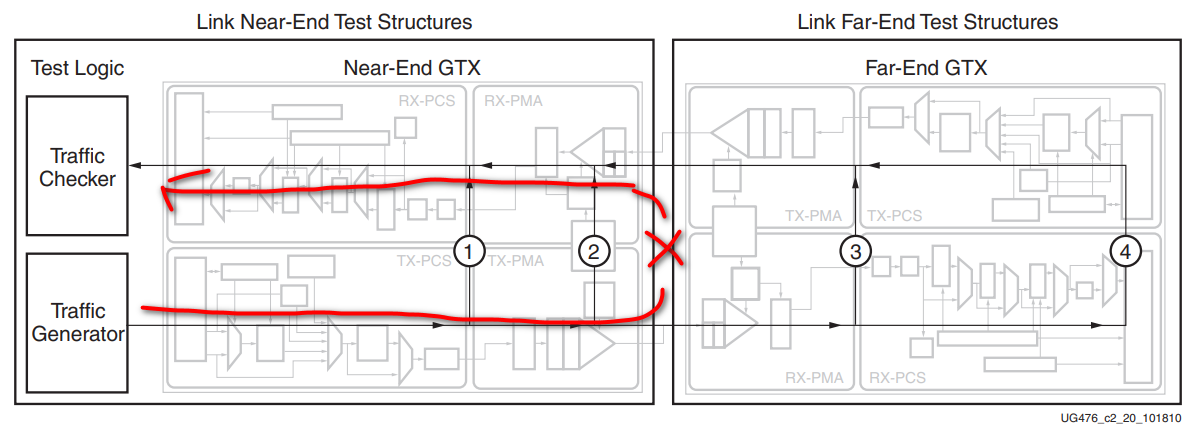 Link Near-End Test Structures
Link Far-End Test Structures
Test Logic
Near-End GTX
Far-End GTX
RX-PCS
RX-PMA
Traffic
Checker
TX-PMA
TX-PCS
1
2
3
4
TX-PCS
TX-PMA
Traffic
Generator
RX-PMA
RX-PCS
UG476_c2_20_101810